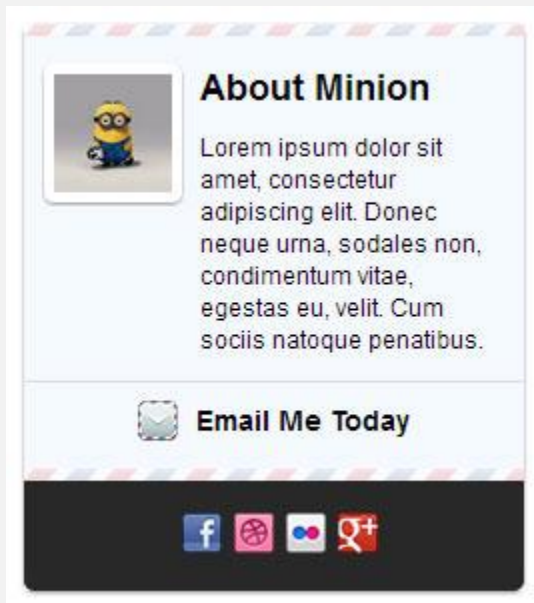 About Minion
Lorem ipsum dolor sit
amet, consectetur
adipiscing elit. Donec
neque urna, sodales non,
condimentum vitae,
egestas eu, velit. Cum
sociis natoque penatibus.
Email Me Today
f
g+